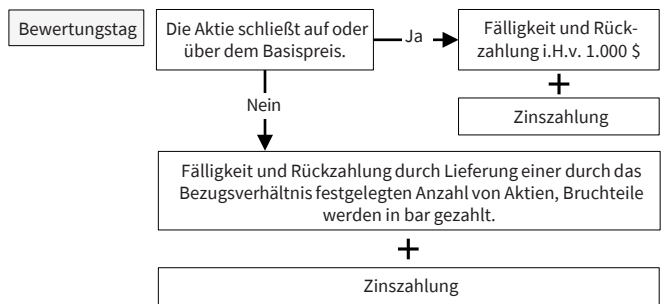 Bewertungstag
Die Aktie schließt auf oder
über dem Basispreis.
Ja
Fälligkeit und Rück-
zahlung i.H.v. 1.000 $
+
Zinszahlung
Nein
Fälligkeit und Rückzahlung durch Lieferung einer durch das
Bezugsverhältnis festgelegten Anzahl von Aktien, Bruchteile
werden in bar gezahlt.
+
Zinszahlung